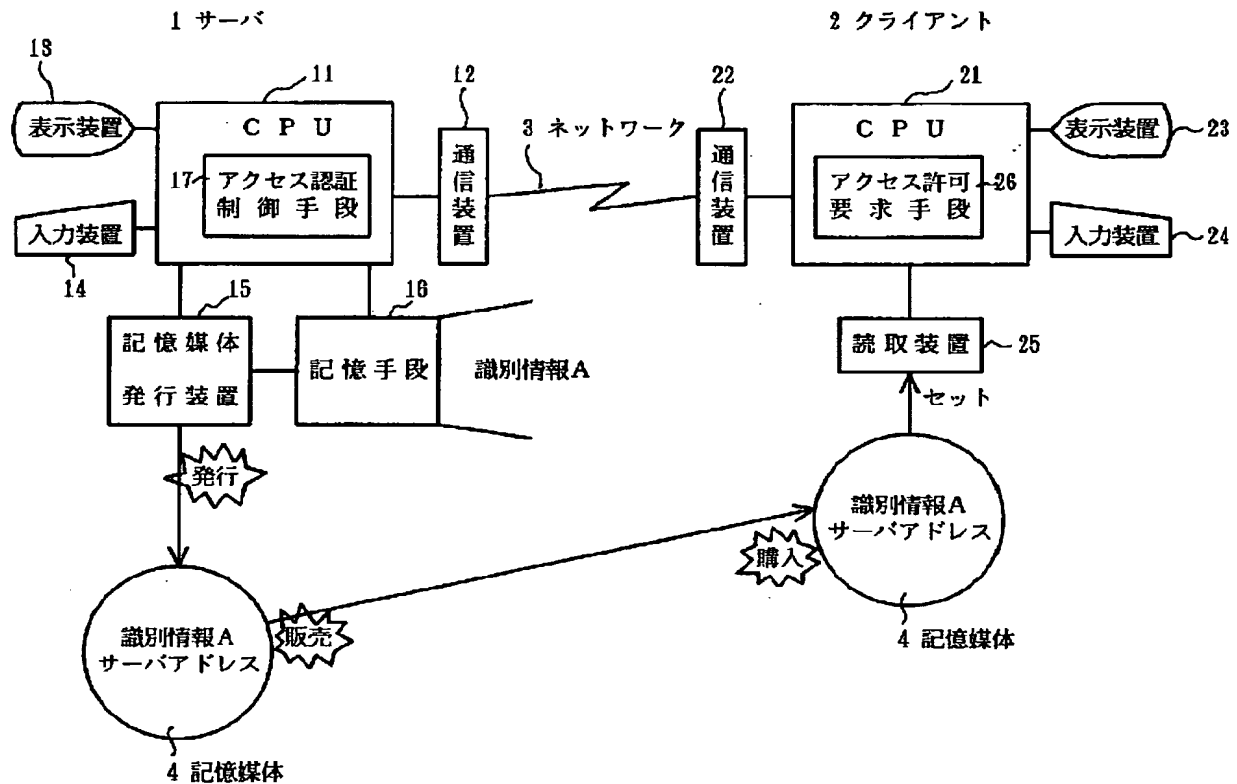 1 サーバ
2 クライアント
13
11
12
22
21
表示装置
CPU
3 ネットワーク
CPU
表示装置
23
17
アクセス認証
制御手段
通信装置
通信装置
アクセス許可
要求手段
26
入力装置
入力装置
24
14
15
16
記憶媒体
発行装置
記憶手段
識別情報A
読取装置
25
セット
発行
識別情報A
サーバアドレス
購入
識別情報A
サーバアドレス
販売
4 記憶媒体
4 記憶媒体